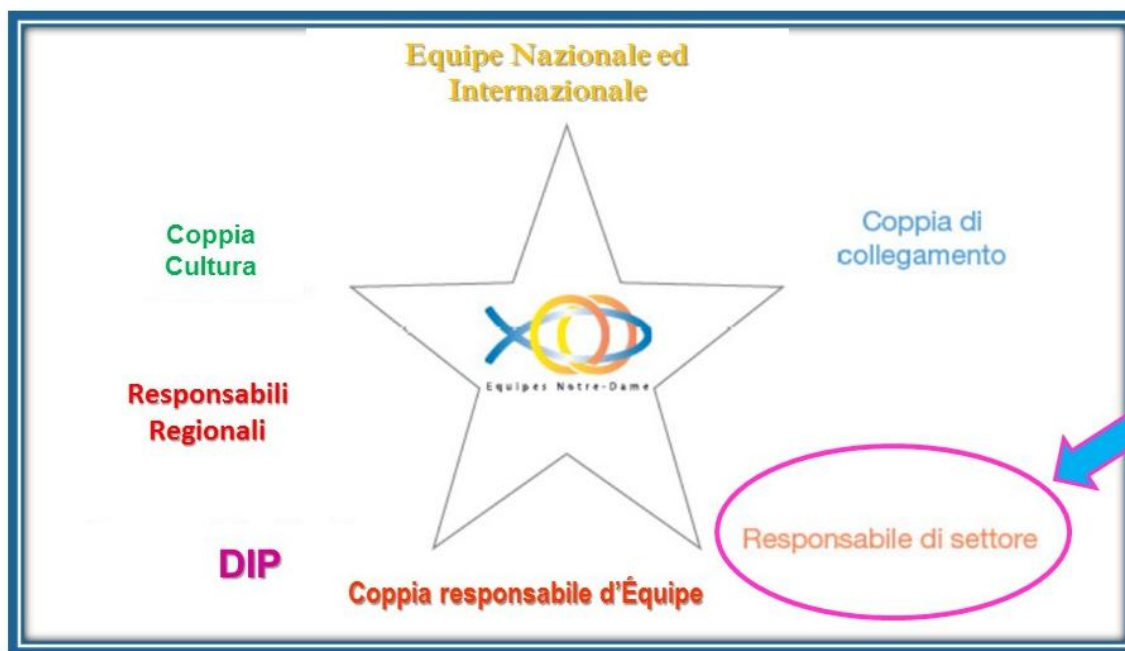 Equipe Nazionale ed
Internazionale
Coppia
Cultura
Coppia di
collegamento
Equipes Notre-Dame
Responsabili
Regionali
Responsabile di settore
DIP
Coppia responsabile d'Équipe